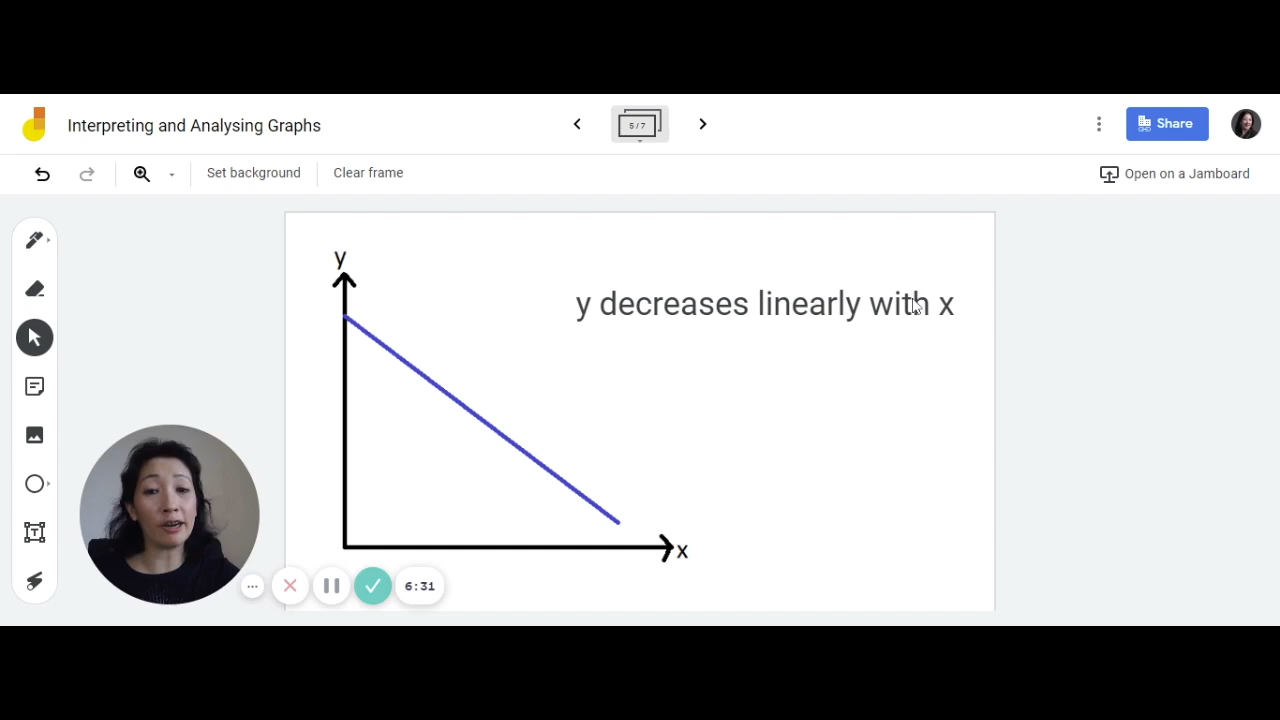 Interpreting and Analysing Graphs
5 / 7
Share
Set background
Clear frame
Open on a Jamboard
y
y decreases linearly with x
x
6:31